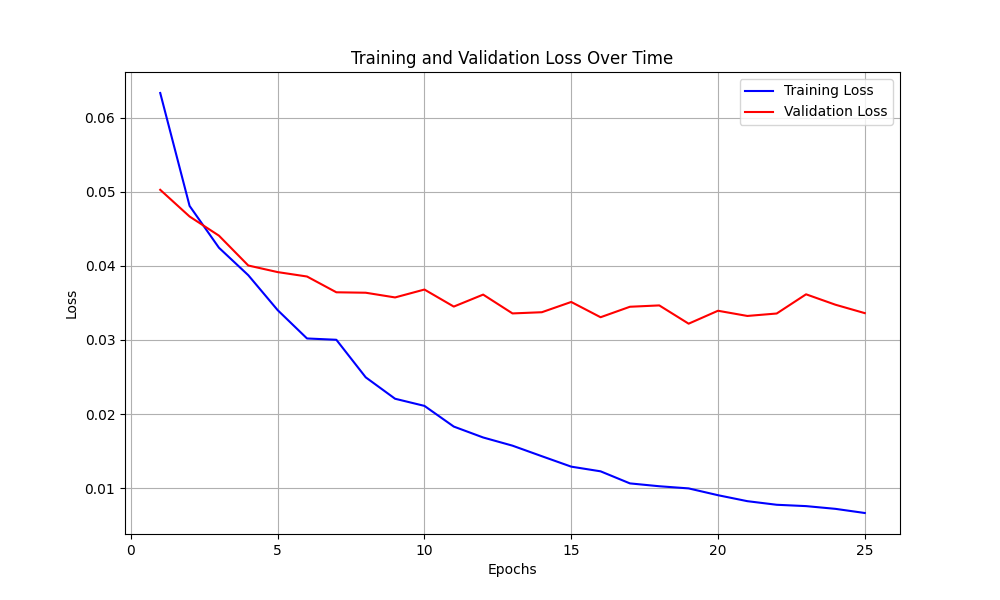 Training and Validation Loss Over Time
Training Loss
Validation Loss
0.06
0.05
0.04
0.03
0.02
0.01
Loss
0 5 10 15 20 25
Epochs